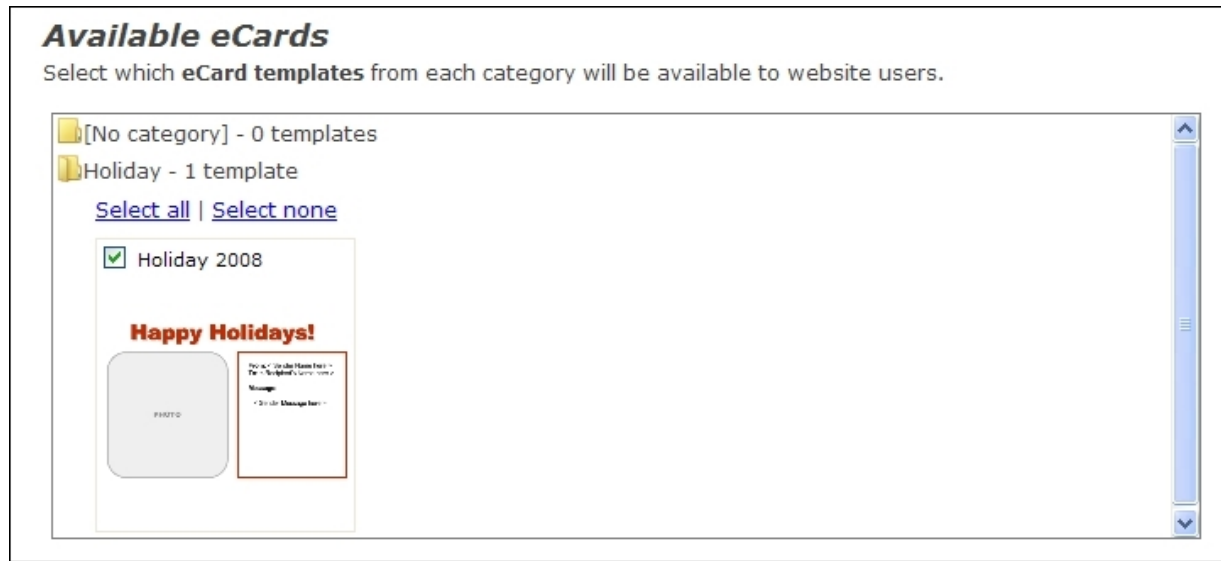 Available eCards
Select which eCard templates from each category will be available to website users.
[No category] - 0 templates
Holiday - 1 template
Select all | Select none
Holiday 2008
Happy Holidays!
PHOTO
Message